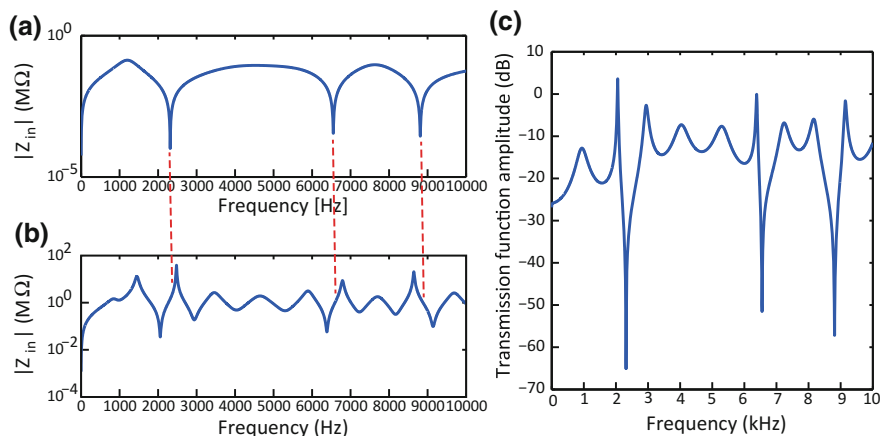 (a)
10^0
|Z_in| (MΩ)
10^-5
0 1000 2000 3000 4000 5000 6000 7000 8000 9000 10000
Frequency [Hz]
(b)
10^2
10^0
10^-2
10^-4
|Z_in| (MΩ)
0 1000 2000 3000 4000 5000 6000 7000 8000 9000 10000
Frequency (Hz)
(c)
10
0
−10
−20
−30
−40
−50
−60
−70
Transmission function amplitude (dB)
0 1 2 3 4 5 6 7 8 9 10
Frequency (kHz)